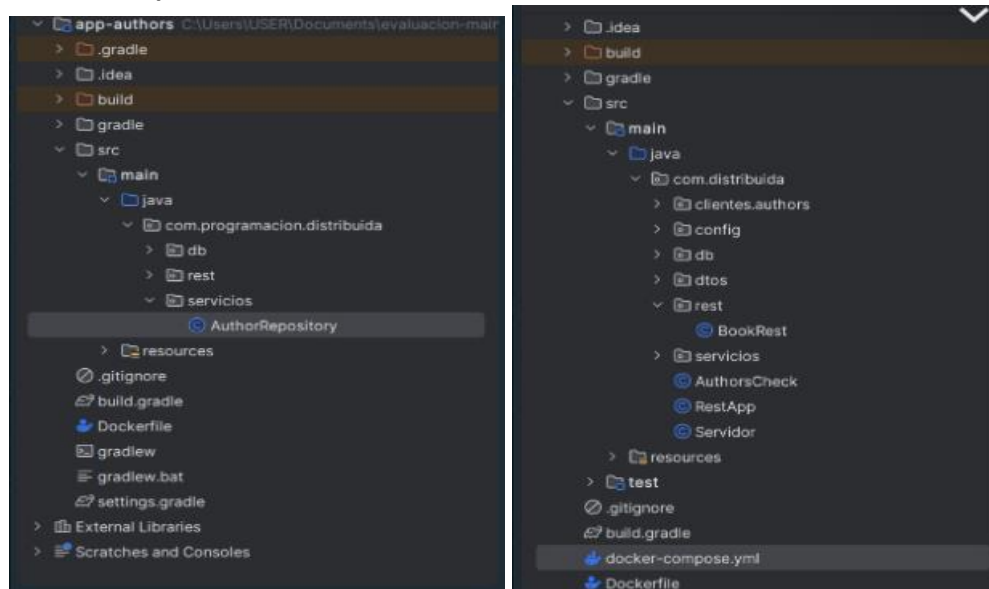 app-authors C:\Users\USER\Documents\evaluacion-main
.gradle
.idea
build
gradle
src
main
java
com.programacion.distribuida
db
rest
servicios
AuthorRepository
resources
.gitignore
build.gradle
Dockerfile
gradlew
gradlew.bat
settings.gradle
External Libraries
Scratches and Consoles
.idea
build
gradle
src
main
java
com.distribuida
clientes.authors
config
db
dtos
rest
BookRest
servicios
AuthorsCheck
RestApp
Servidor
resources
test
.gitignore
build.gradle
docker-compose.yml
Dockerfile